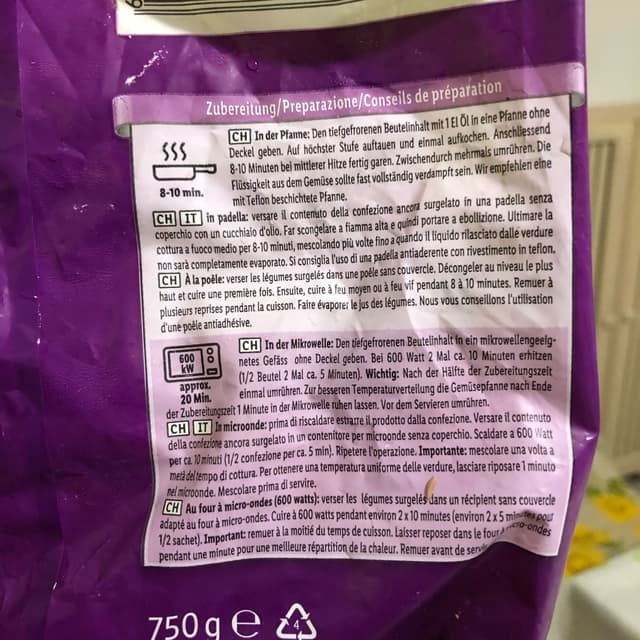 Zubereitung/Preparazione/Conseils de préparation
8-10 min.
CH In der Pfanne: Den tiefgefrorenen Beutelinhalt mit 1 El Öl in eine Pfanne ohne
Deckel geben. Auf höchster Stufe auftauen und einmal aufkochen. Anschliessend
8-10 Minuten bei mittlerer Hitze fertig garen. Zwischendurch mehrmals umrühren. Die
Flüssigkeit aus dem Gemüse sollte fast vollständig verdampft sein. Wir empfehlen eine
mit Teflon beschichtete Pfanne.
CH IT in padella: versare il contenuto della confezione ancora surgelato in una padella senza
coperchio con un cucchiaio d'olio. Far scongelare a fiamma alta e quindi portare a ebollizione. Ultimare la
cottura a fuoco medio per 8-10 minuti, mescolando più volte fino a quando il liquido rilasciato dalle verdure
non sarà completamente evaporato. Si consiglia l'uso di una padella antiaderente con rivestimento in teflon.
CH À la poêle: verser les légumes surgelés dans une poêle sans couvercle. Décongeler au niveau le plus
haut et cuire une première fois. Ensuite, cuire à feu moyen ou à feu vif pendant 8 à 10 minutes. Remuer à
plusieurs reprises pendant la cuisson. Faire évaporer le jus des légumes. Nous vous conseillons l'utilisation
d'une poêle antiadhésive.
600
kW
approx.
20 Min.
CH In der Mikrowelle: Den tiefgefrorenen Beutelinhalt in ein mikrowellengeeig-
netes Gefäss ohne Deckel geben. Bei 600 Watt 2 Mal ca. 10 Minuten erhitzen
(1/2 Beutel 2 Mal ca. 5 Minuten). Wichtig: Nach der Hälfte der Zubereitungszeit
einmal umrühren. Zur besseren Temperaturverteilung die Gemüsepfanne nach Ende
der Zubereitungszeit 1 Minute in der Mikrowelle ruhen lassen. Vor dem Servieren umrühren.
CH IT In microonde: prima di riscaldare estrarre il prodotto dalla confezione. Versare il contenuto
della confezione ancora surgelato in un contenitore per microonde senza coperchio. Scaldare a 600 Watt
per ca. 10 minuti (1/2 confezione per ca. 5 min). Ripetere l'operazione. Importante: mescolare una volta a
metà del tempo di cottura. Per ottenere una temperatura uniforme delle verdure, lasciare riposare 1 minuto
nel microonde. Mescolare prima di servire.
CH Au four à micro-ondes (600 watts): verser les légumes surgelés dans un récipient sans couvercle
adapté au four à micro-ondes. Cuire à 600 watts pendant environ 2 x 10 minutes (environ 2 x 5 minutes pour
1/2 sachet). Important: remuer à la moitié du temps de cuisson. Laisser reposer dans le four à micro-ondes
pendant une minute pour une meilleure répartition de la chaleur. Remuer avant de
750 g e
4